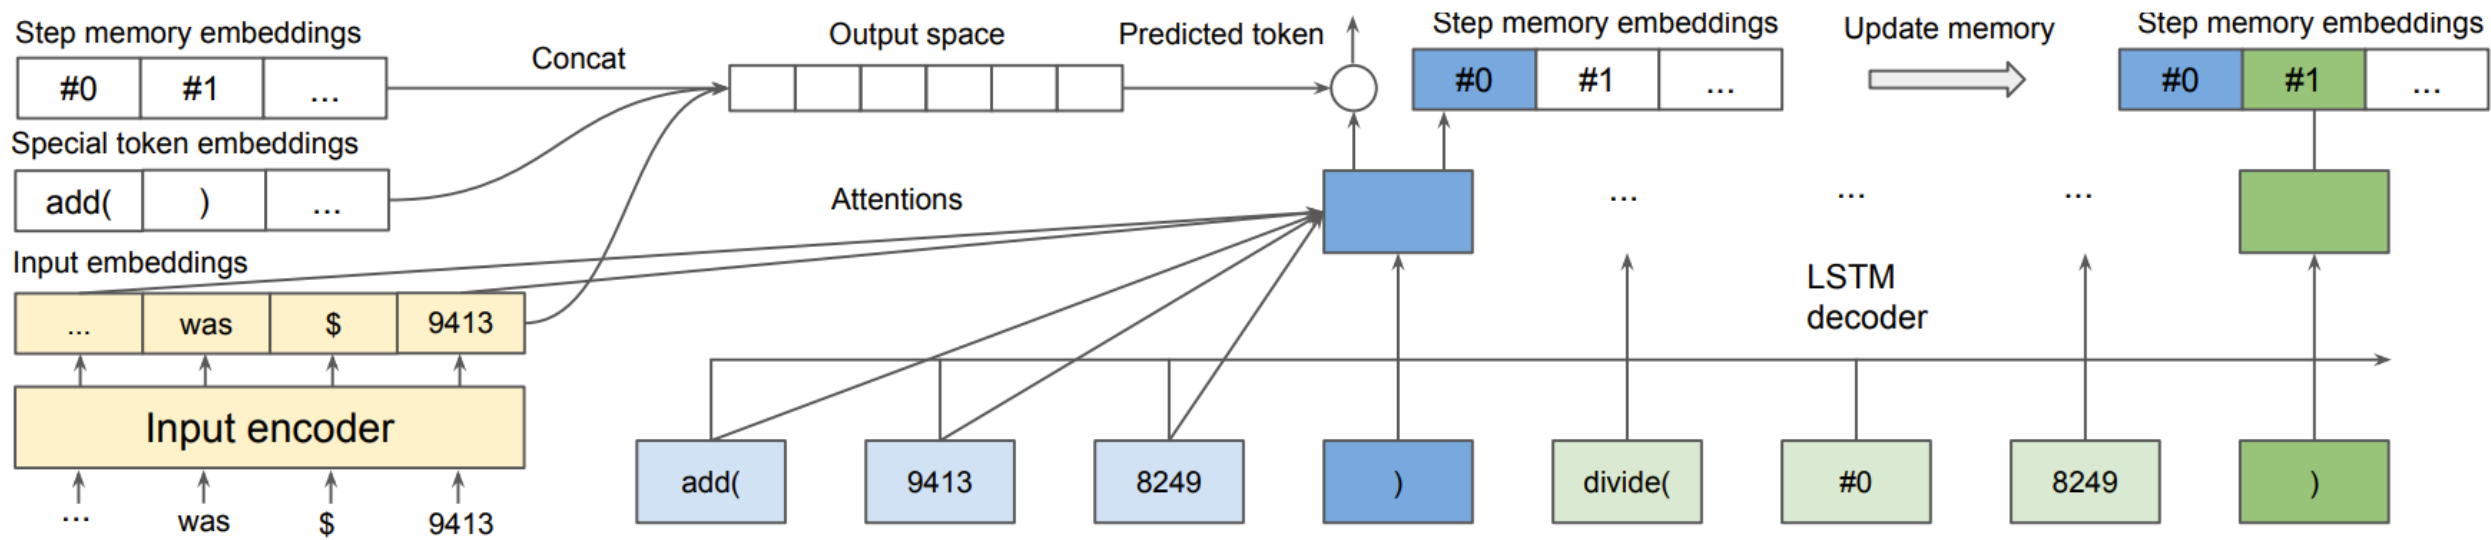 Step memory embeddings
#0 #1 ...
Concat
Output space
Predicted token
Step memory embeddings
#0 #1 ...
Update memory
Step memory embeddings
#0 #1 ...
Special token embeddings
add( ) ...
Attentions
... ... ...
Input embeddings
... was $ 9413
LSTM
decoder
Input encoder
add( 9413 8249 ) divide( #0 8249 )
... was $ 9413